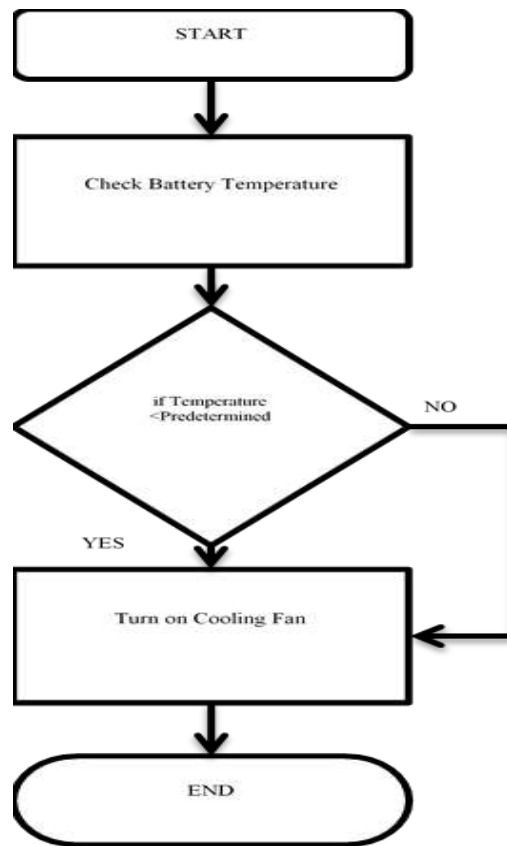 START
Check Battery Temperature
if Temperature
<Predetermined
NO
YES
Turn on Cooling Fan
END